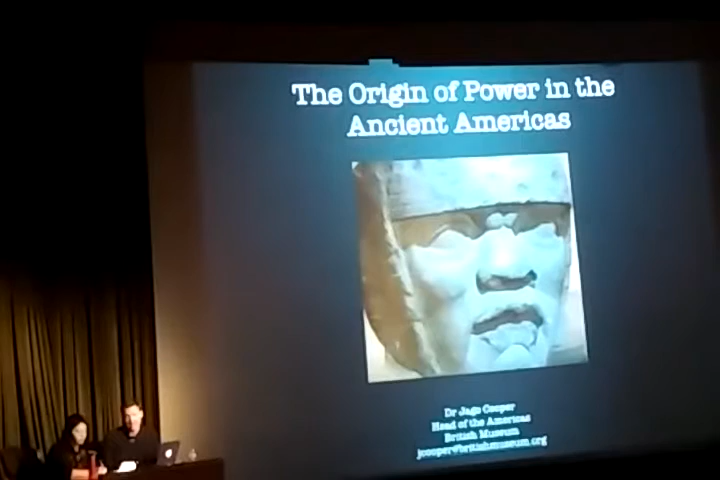 The Origin of Power in the
Ancient Americas
Dr Jago Cooper
Head of the Americas
British Museum
jcooper@britishmuseum.org